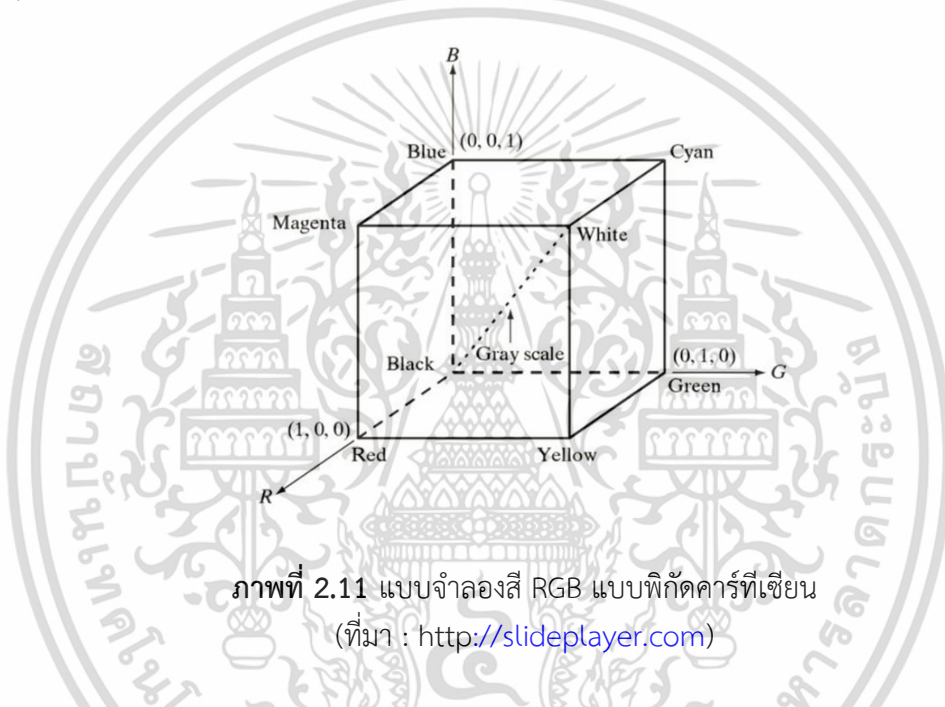 B
Blue (0, 0, 1) Cyan
Magenta White
Black Gray scale (0, 1, 0) G
Green
(1, 0, 0)
Red Yellow
R
ภาพที่ 2.11 แบบจำลองสี RGB แบบพิกัดคาร์ทีเซียน
(ที่มา : http://slideplayer.com)